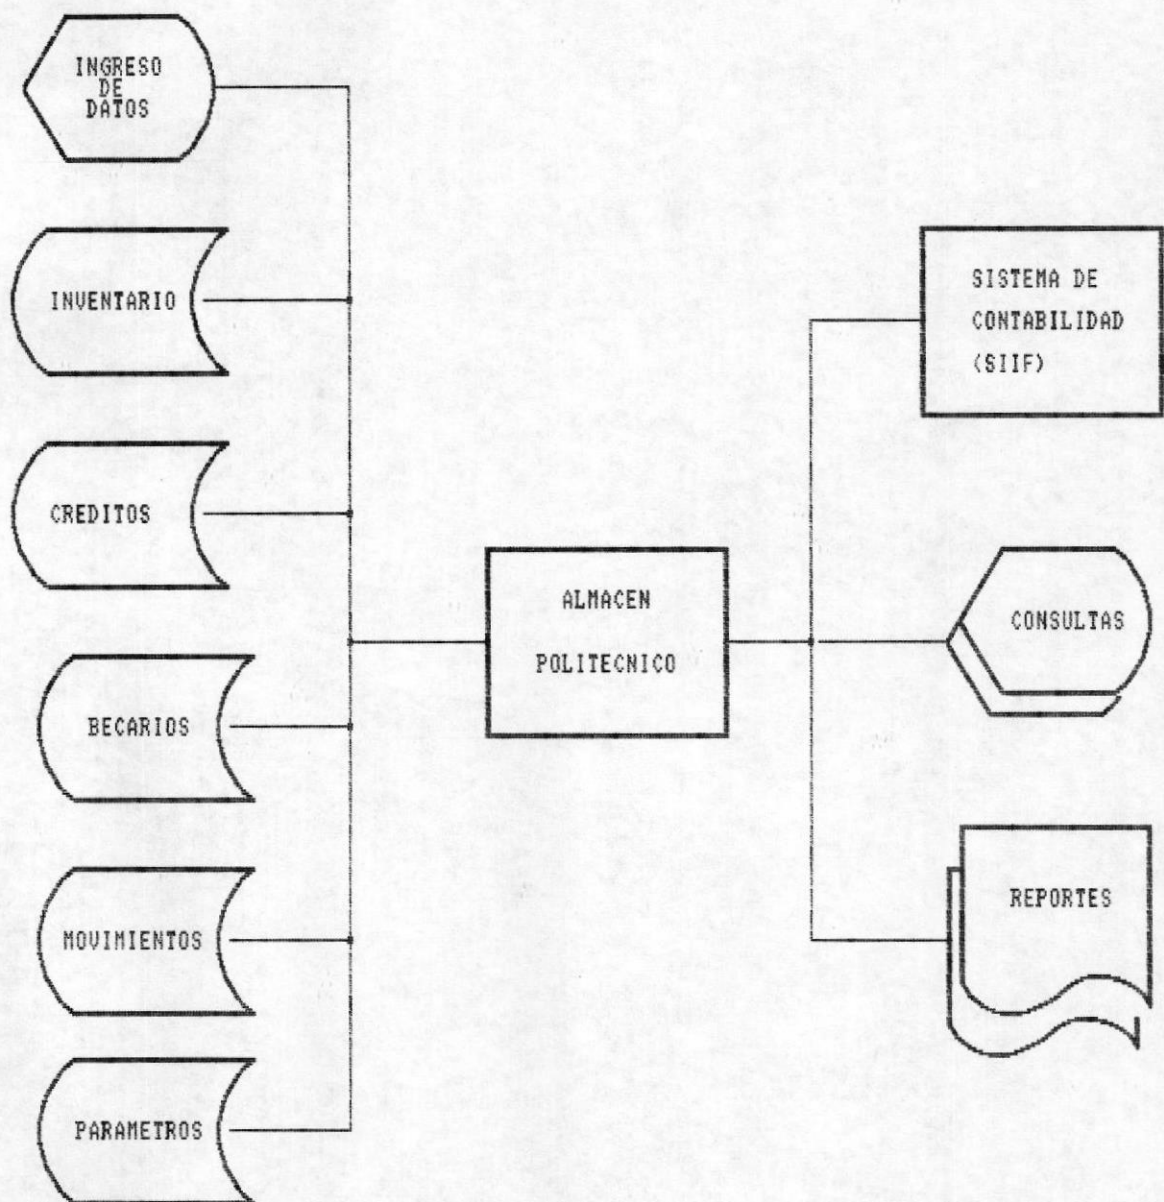 INGRESO
DE
DATOS
INVENTARIO
CREDITOS
BECARIOS
MOVIMIENTOS
PARAMETROS
ALMACEN
POLITECNICO
SISTEMA DE
CONTABILIDAD
(SIIF)
CONSULTAS
REPORTES